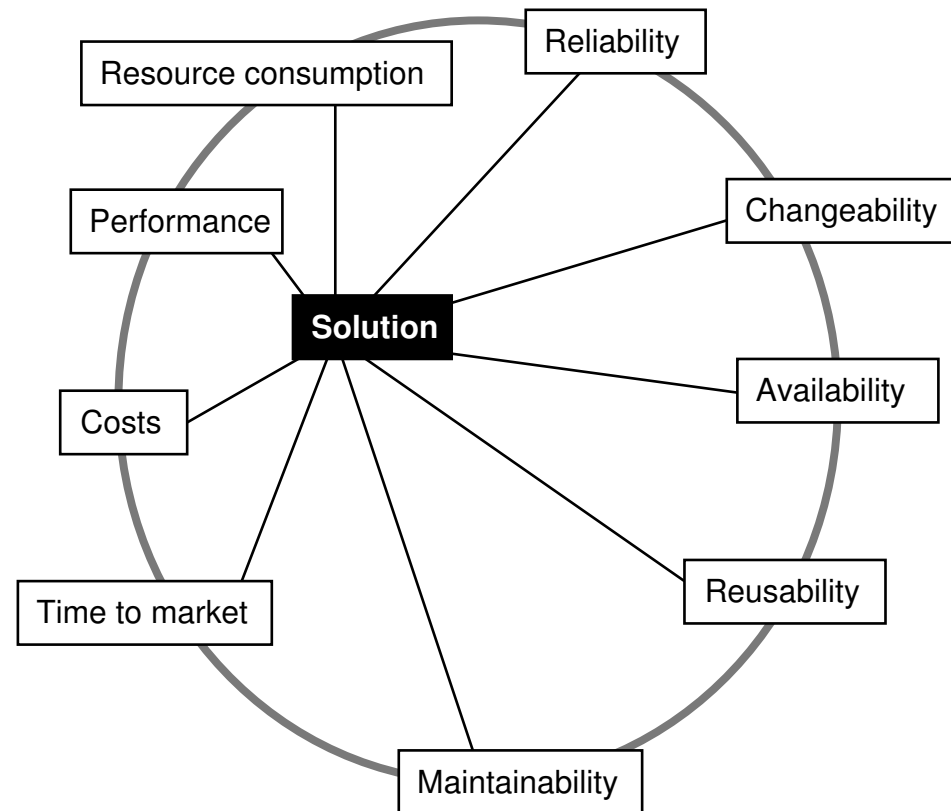 Reliability
Resource consumption
Performance
Changeability
Solution
Availability
Costs
Reusability
Time to market
Maintainability